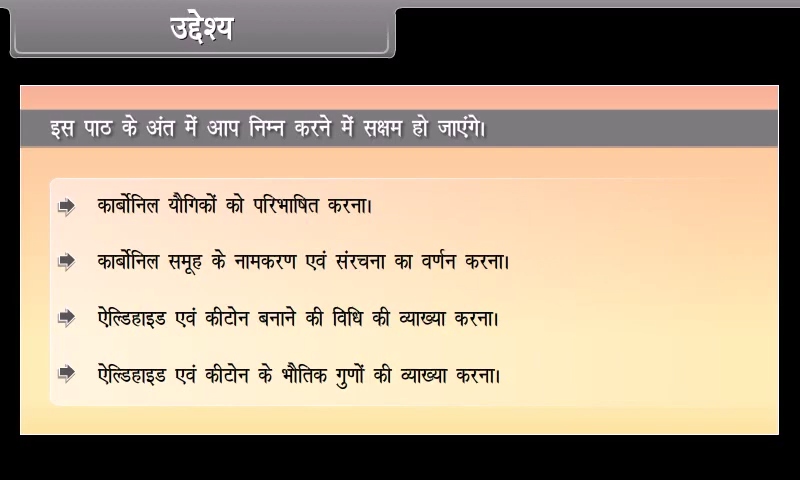 उद्देश्य
इस पाठ के अंत में आप निम्न करने में सक्षम हो जाएंगे।
कार्बोनिल यौगिकों को परिभाषित करना।
कार्बोनिल समूह के नामकरण एवं संरचना का वर्णन करना।
ऐल्डिहाइड एवं कीटोन बनाने की विधि की व्याख्या करना।
ऐल्डिहाइड एवं कीटोन के भौतिक गुणों की व्याख्या करना।